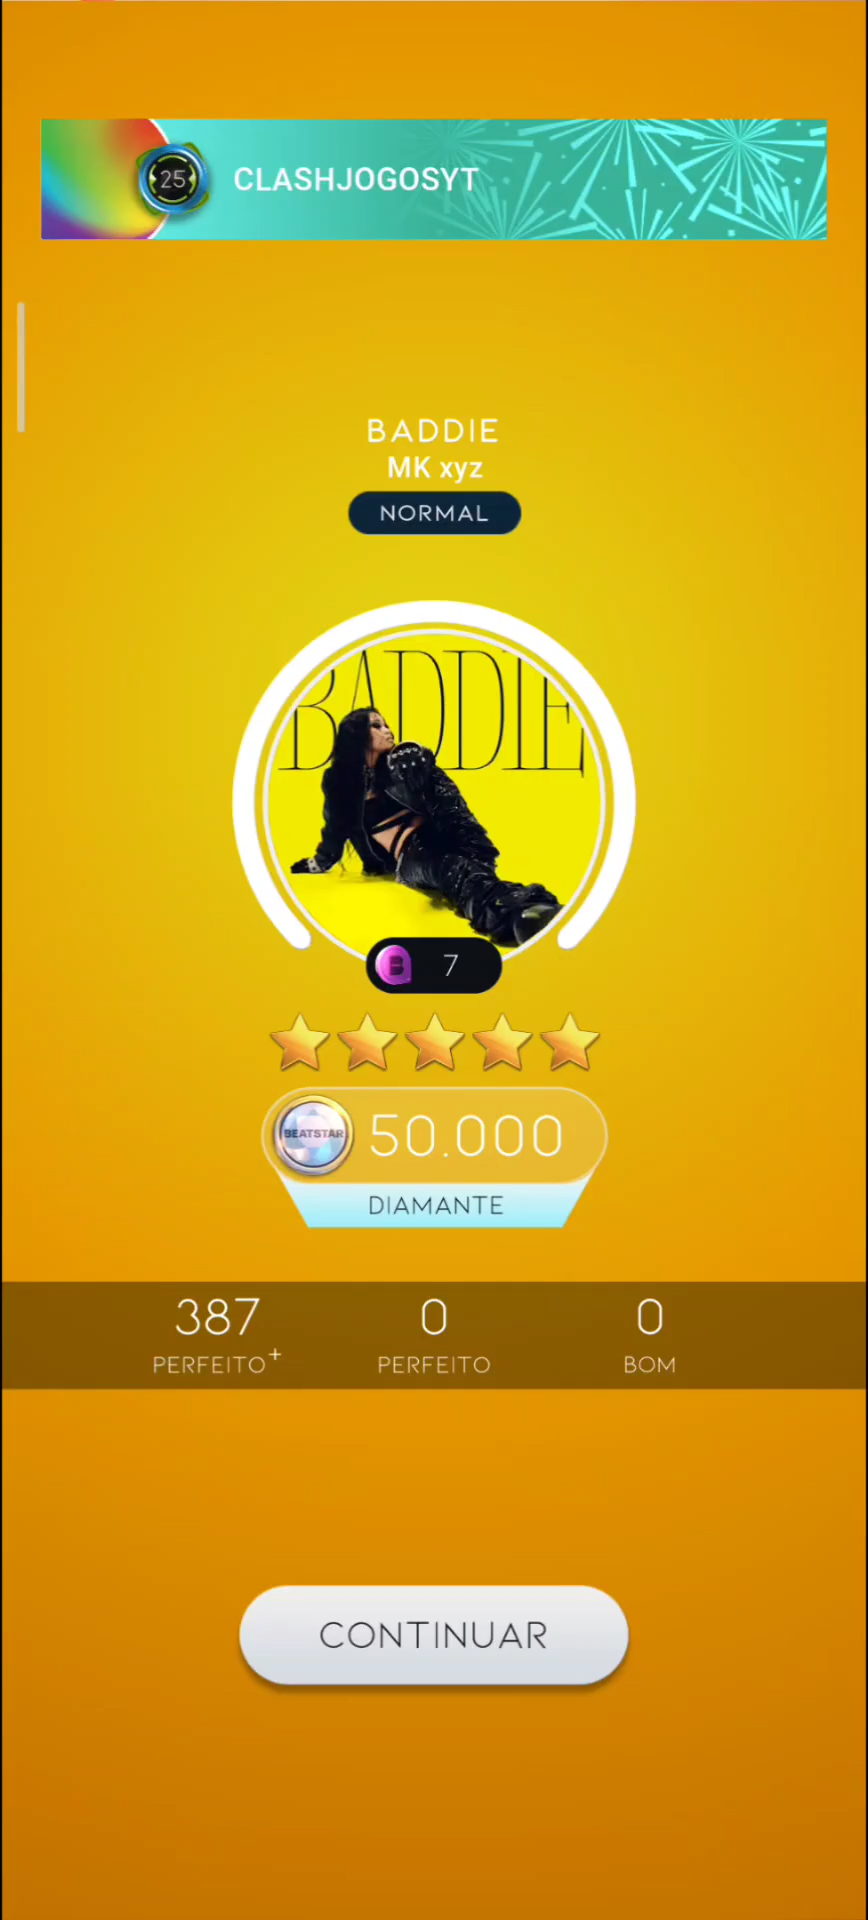 25
CLASHJOGOSYT
BADDIE
MK xyz
NORMAL
BADDIE
B 7
BEATSTAR 50.000
DIAMANTE
387 0 0
PERFEITO+ PERFEITO BOM
CONTINUAR